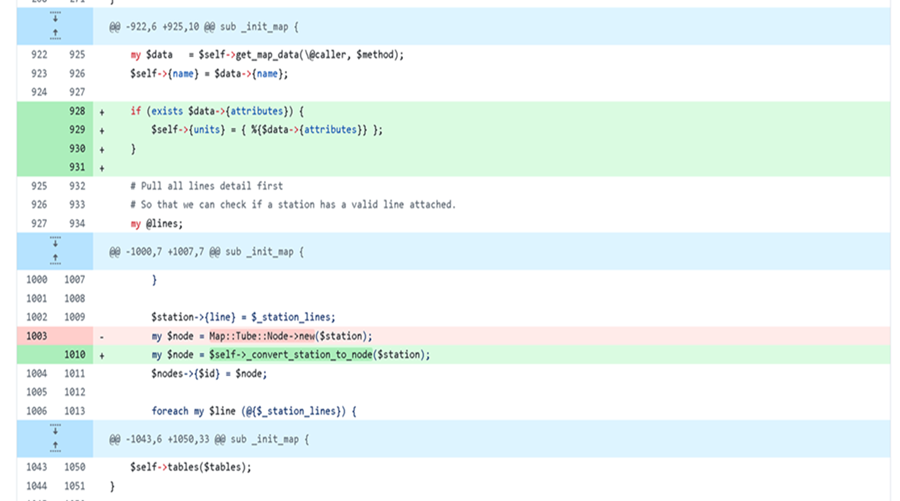 @@ -922,6 +925,10 @@ sub _init_map {
922 925 my $data = $self->get_map_data(\@caller, $method);
923 926 $self->{name} = $data->{name};
924 927
928 + if (exists $data->{attributes}) {
929 + $self->{units} = { %{$data->{attributes}} };
930 + }
931 +
925 932 # Pull all lines detail first
926 933 # So that we can check if a station has a valid line attached.
927 934 my @lines;
@@ -1000,7 +1007,7 @@ sub _init_map {
1000 1007 }
1001 1008
1002 1009 $station->{line} = $_station_lines;
1003 - my $node = Map::Tube::Node->new($station);
1010 + my $node = $self->_convert_station_to_node($station);
1004 1011 $nodes->{$id} = $node;
1005 1012
1006 1013 foreach my $line (@{$_station_lines}) {
@@ -1043,6 +1050,33 @@ sub _init_map {
1043 1050 $self->tables($tables);
1044 1051 }